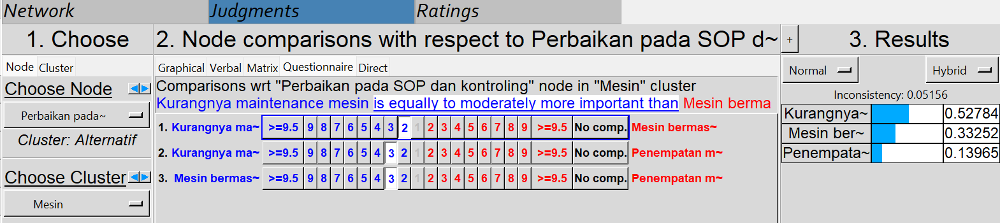 Network Judgments Ratings
1. Choose
Node Cluster
Choose Node
Perbaikan pada~
Cluster: Alternatif
Choose Cluster
Mesin
2. Node comparisons with respect to Perbaikan pada SOP d~
Graphical Verbal Matrix Questionnaire Direct
Comparisons wrt "Perbaikan pada SOP dan kontroling" node in "Mesin" cluster
Kurangnya maintenance mesin is equally to moderately more important than Mesin berma
1. Kurangnya ma~ >=9.5 9 8 7 6 5 4 3 2 1 2 3 4 5 6 7 8 9 >=9.5 No comp. Mesin bermas~
2. Kurangnya ma~ >=9.5 9 8 7 6 5 4 3 2 1 2 3 4 5 6 7 8 9 >=9.5 No comp. Penempatan m~
3. Mesin bermas~ >=9.5 9 8 7 6 5 4 3 2 1 2 3 4 5 6 7 8 9 >=9.5 No comp. Penempatan m~
+ 3. Results
Normal Hybrid
Inconsistency: 0.05156
Kurangnya~ 0.52784
Mesin ber~ 0.33252
Penempata~ 0.13965